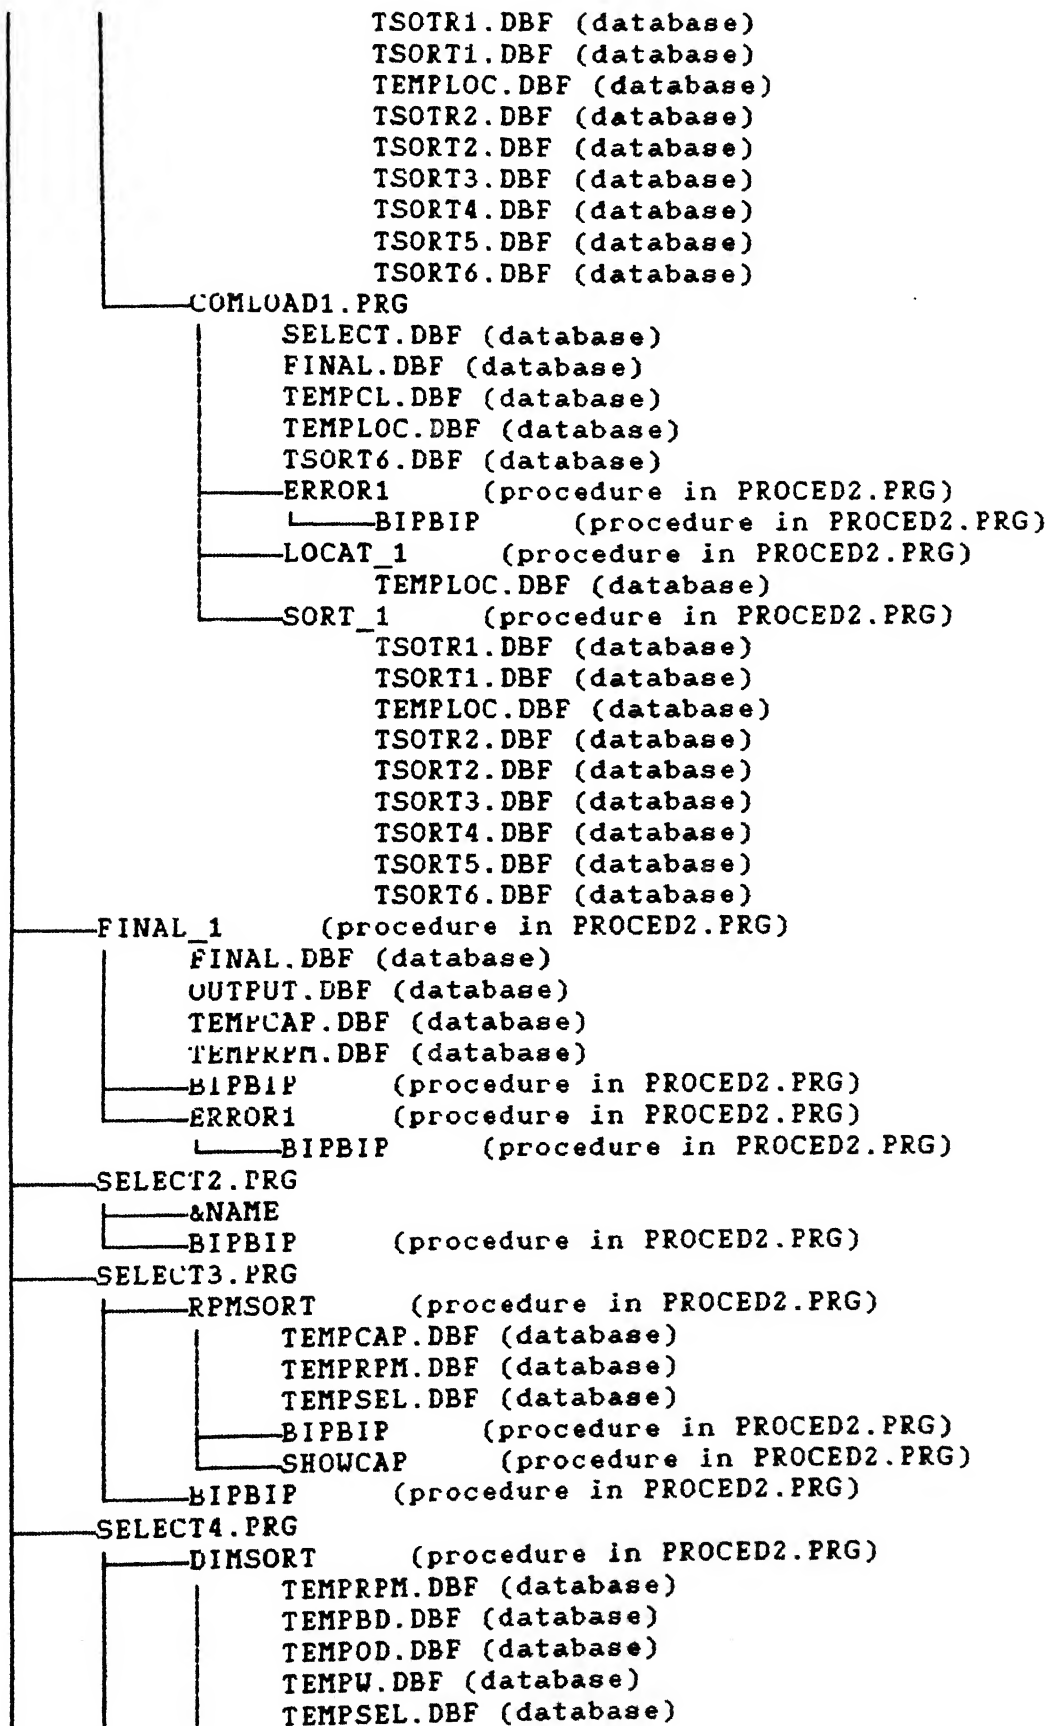 TSOTR1.DBF (database)
TSORT1.DBF (database)
TEMPLOC.DBF (database)
TSOTR2.DBF (database)
TSORT2.DBF (database)
TSORT3.DBF (database)
TSORT4.DBF (database)
TSORT5.DBF (database)
TSORT6.DBF (database)
COMLOAD1.PRG
SELECT.DBF (database)
FINAL.DBF (database)
TEMPCL.DBF (database)
TEMPLOC.DBF (database)
TSORT6.DBF (database)
ERROR1 (procedure in PROCED2.PRG)
BIPBIP (procedure in PROCED2.PRG)
LOCAT_1 (procedure in PROCED2.PRG)
TEMPLOC.DBF (database)
SORT_1 (procedure in PROCED2.PRG)
TSOTR1.DBF (database)
TSORT1.DBF (database)
TEMPLOC.DBF (database)
TSOTR2.DBF (database)
TSORT2.DBF (database)
TSORT3.DBF (database)
TSORT4.DBF (database)
TSORT5.DBF (database)
TSORT6.DBF (database)
FINAL_1 (procedure in PROCED2.PRG)
FINAL.DBF (database)
OUTPUT.DBF (database)
TEMPCAP.DBF (database)
TEMPRPM.DBF (database)
BIPBIP (procedure in PROCED2.PRG)
ERROR1 (procedure in PROCED2.PRG)
BIPBIP (procedure in PROCED2.PRG)
SELECT2.PRG
&NAME
BIPBIP (procedure in PROCED2.PRG)
SELECT3.PRG
RPMSORT (procedure in PROCED2.PRG)
TEMPCAP.DBF (database)
TEMPRPM.DBF (database)
TEMPSEL.DBF (database)
BIPBIP (procedure in PROCED2.PRG)
SHOWCAP (procedure in PROCED2.PRG)
BIPBIP (procedure in PROCED2.PRG)
SELECT4.PRG
DIMSORT (procedure in PROCED2.PRG)
TEMPRPM.DBF (database)
TEMPBD.DBF (database)
TEMPOD.DBF (database)
TEMPW.DBF (database)
TEMPSEL.DBF (database)